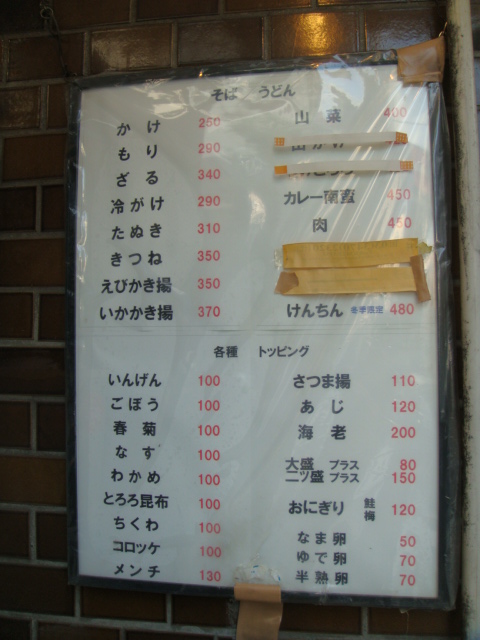 そば うどん
かけ 250
もり 290
ざる 340
冷がけ 290
たぬき 310
きつね 350
えびかき揚 350
いかかき揚 370
山菜 400
カレー南蛮 450
肉 450
けんちん 冬季限定 480
各種 トッピング
いんげん 100
ごぼう 100
春菊 100
なす 100
わかめ 100
とろろ昆布 100
ちくわ 100
コロッケ 100
メンチ 130
さつま揚 110
あじ 120
海老 200
大盛 プラス 80
二ツ盛 プラス 150
おにぎり 鮭 梅 120
なま卵 50
ゆで卵 70
半熟卵 70